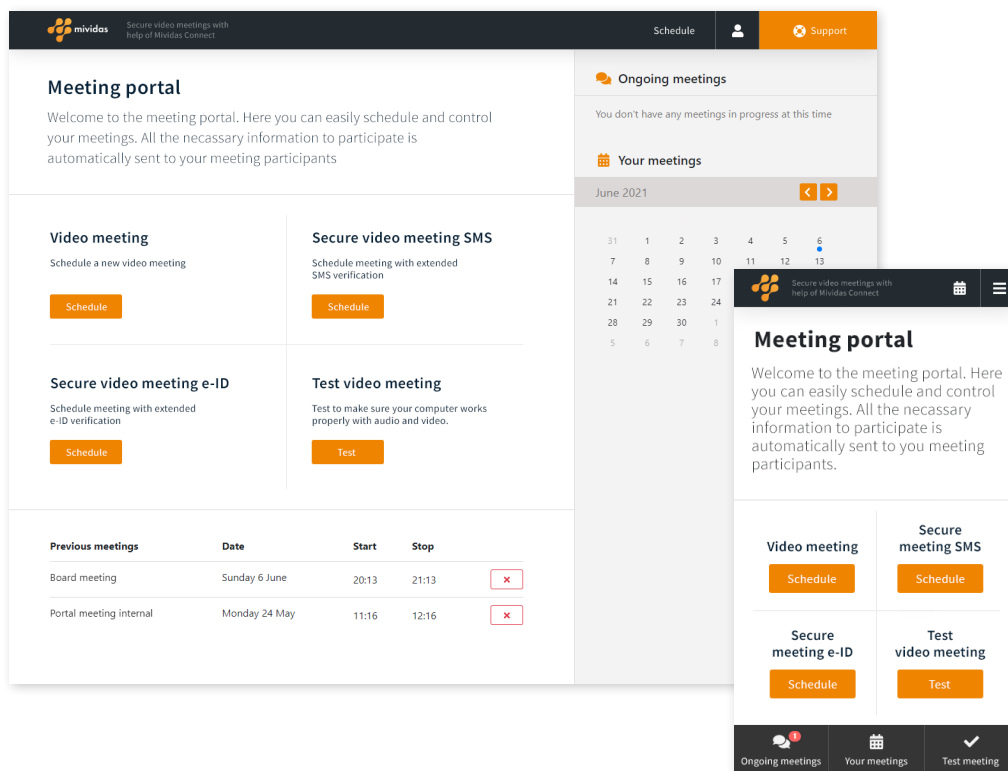 mividas
Secure video meetings with
help of Mividas Connect
Schedule
Support
Meeting portal
Welcome to the meeting portal. Here you can easily schedule and control
your meetings. All the necassary information to participate is
automatically sent to your meeting participants
Video meeting
Schedule a new video meeting
Schedule
Secure video meeting SMS
Schedule meeting with extended
SMS verification
Schedule
Secure video meeting e-ID
Schedule meeting with extended
e-ID verification
Schedule
Test video meeting
Test to make sure your computer works
properly with audio and video.
Test
Previous meetings Date Start Stop
Board meeting Sunday 6 June 20:13 21:13
Portal meeting internal Monday 24 May 11:16 12:16
Ongoing meetings
You don't have any meetings in progress at this time
Your meetings
June 2021
31 1 2 3 4 5 6
7 8 9 10 11 12 13
14 15 16 17
21 22 23 24
28 29 30 1
5 6 7 8
Secure video meetings with
help of Mividas Connect
Meeting portal
Welcome to the meeting portal. Here
you can easily schedule and control
your meetings. All the necassary
information to participate is
automatically sent to you meeting
participants.
Video meeting
Schedule
Secure
meeting SMS
Schedule
Secure
meeting e-ID
Schedule
Test
video meeting
Test
1
Ongoing meetings
Your meetings
Test meeting